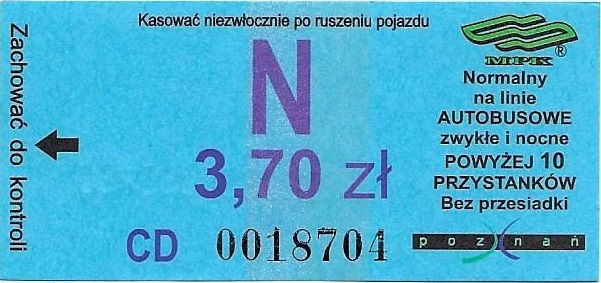 Kasować niezwłocznie po ruszeniu pojazdu
Zachować do kontroli
N
3,70 zł
CD 0018704
MPK
®
Normalny
na linie
AUTOBUSOWE
zwykłe i nocne
POWYŻEJ 10
PRZYSTANKÓW
Bez przesiadki
poznań